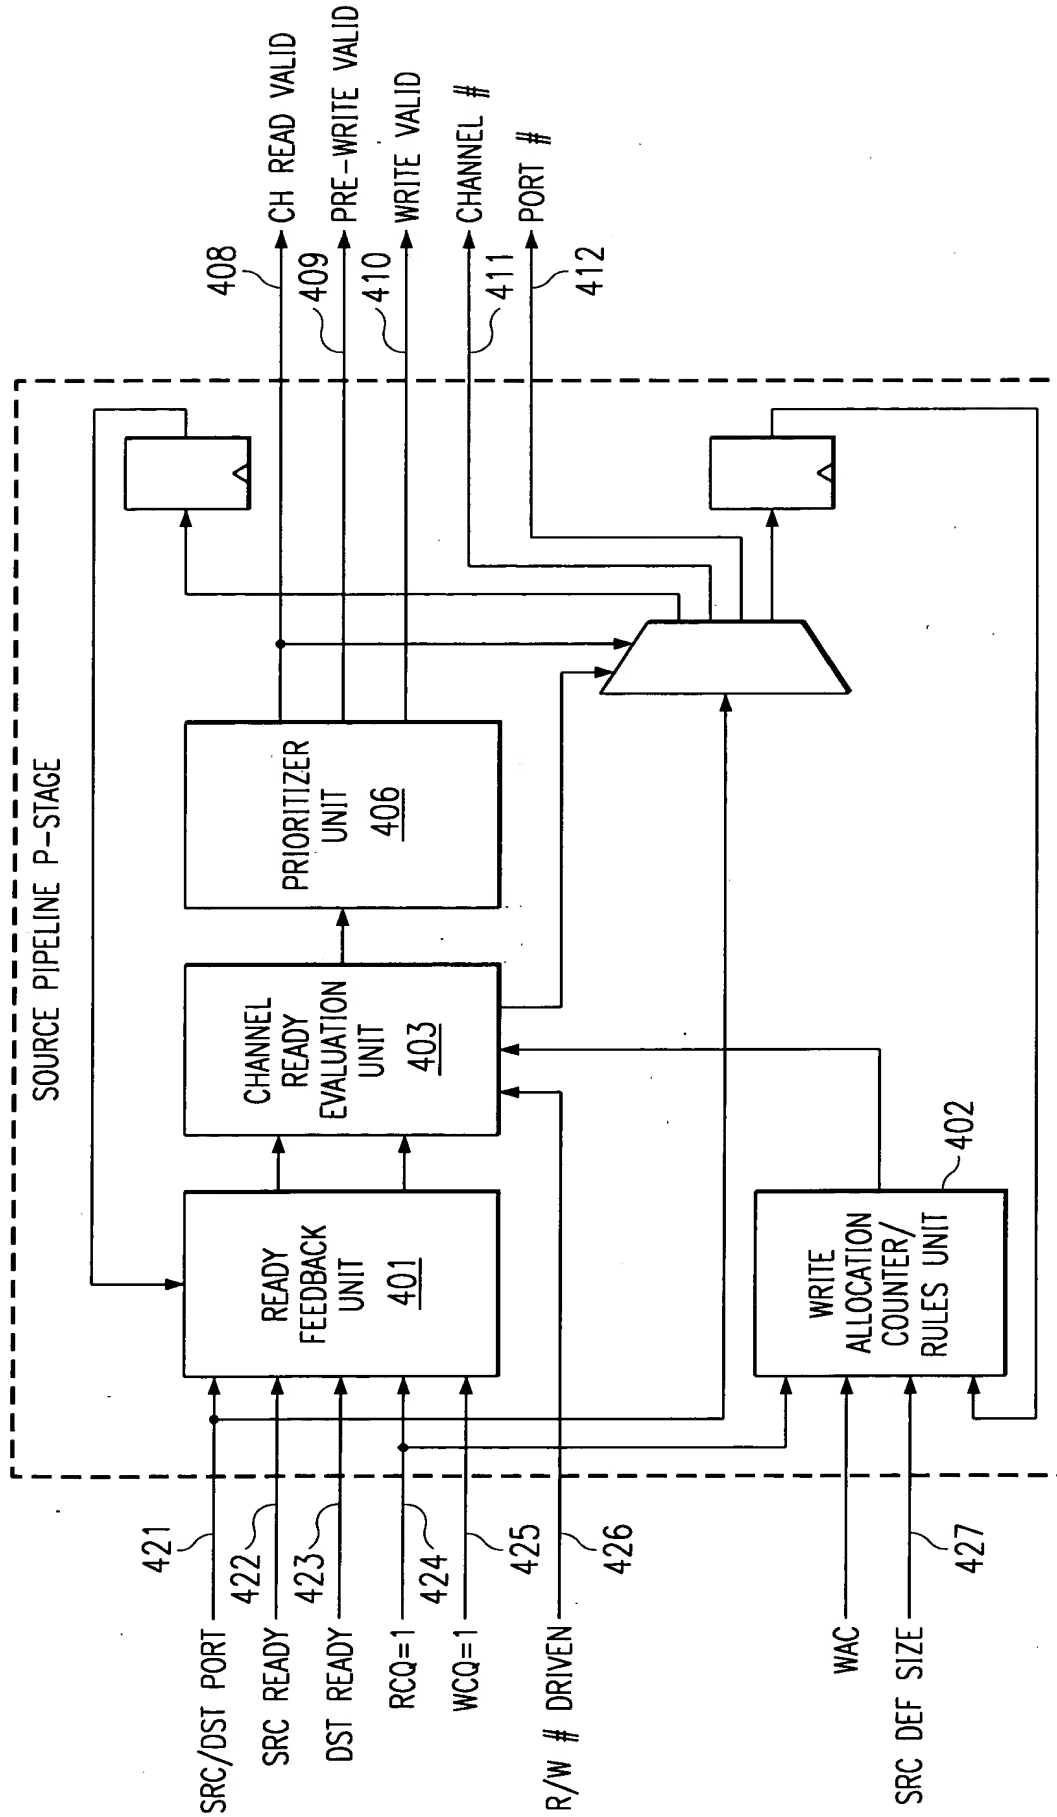 SOURCE PIPELINE P-STAGE
SRC/DST PORT
421
SRC READY
422
DST READY
423
RCQ=1
424
WCQ=1
425
R/W # DRIVEN
426
WAC
SRC DEF SIZE
427
READY
FEEDBACK
UNIT
401
CHANNEL
READY
EVALUATION
UNIT
403
PRIORITIZER
UNIT
406
WRITE
ALLOCATION
COUNTER/
RULES UNIT
402
408
CH READ VALID
409
PRE-WRITE VALID
410
WRITE VALID
411
CHANNEL #
412
PORT #